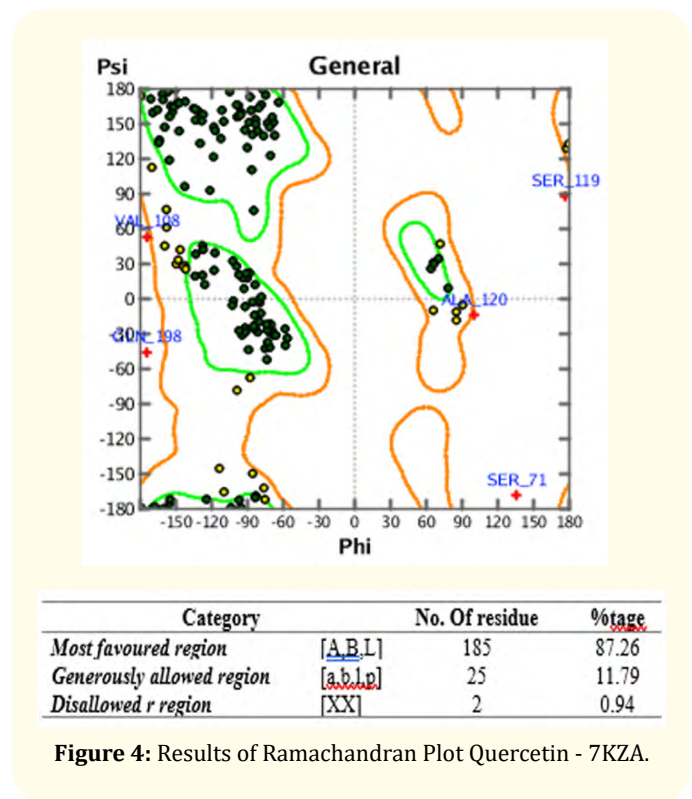 Psi General
180
150
120
90
60
30
0
-30
-60
-90
-120
-150
-180
SER_119
VAL_108
ALA_120
GLN_198
SER_71
-150 -120 -90 -60 -30 0 30 60 90 120 150 180
Phi
Category No. Of residue %tage
Most favoured region [A,B,L] 185 87.26
Generously allowed region [a,b,l,p] 25 11.79
Disallowed r region [XX] 2 0.94
Figure 4: Results of Ramachandran Plot Quercetin - 7KZA.